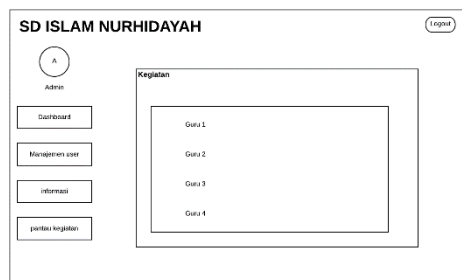 SD ISLAM NURHIDAYAH
Logout
A
Admin
Dashboard
Manajemen user
informasi
pantau kegiatan
Kegiatan
Guru 1
Guru 2
Guru 3
Guru 4